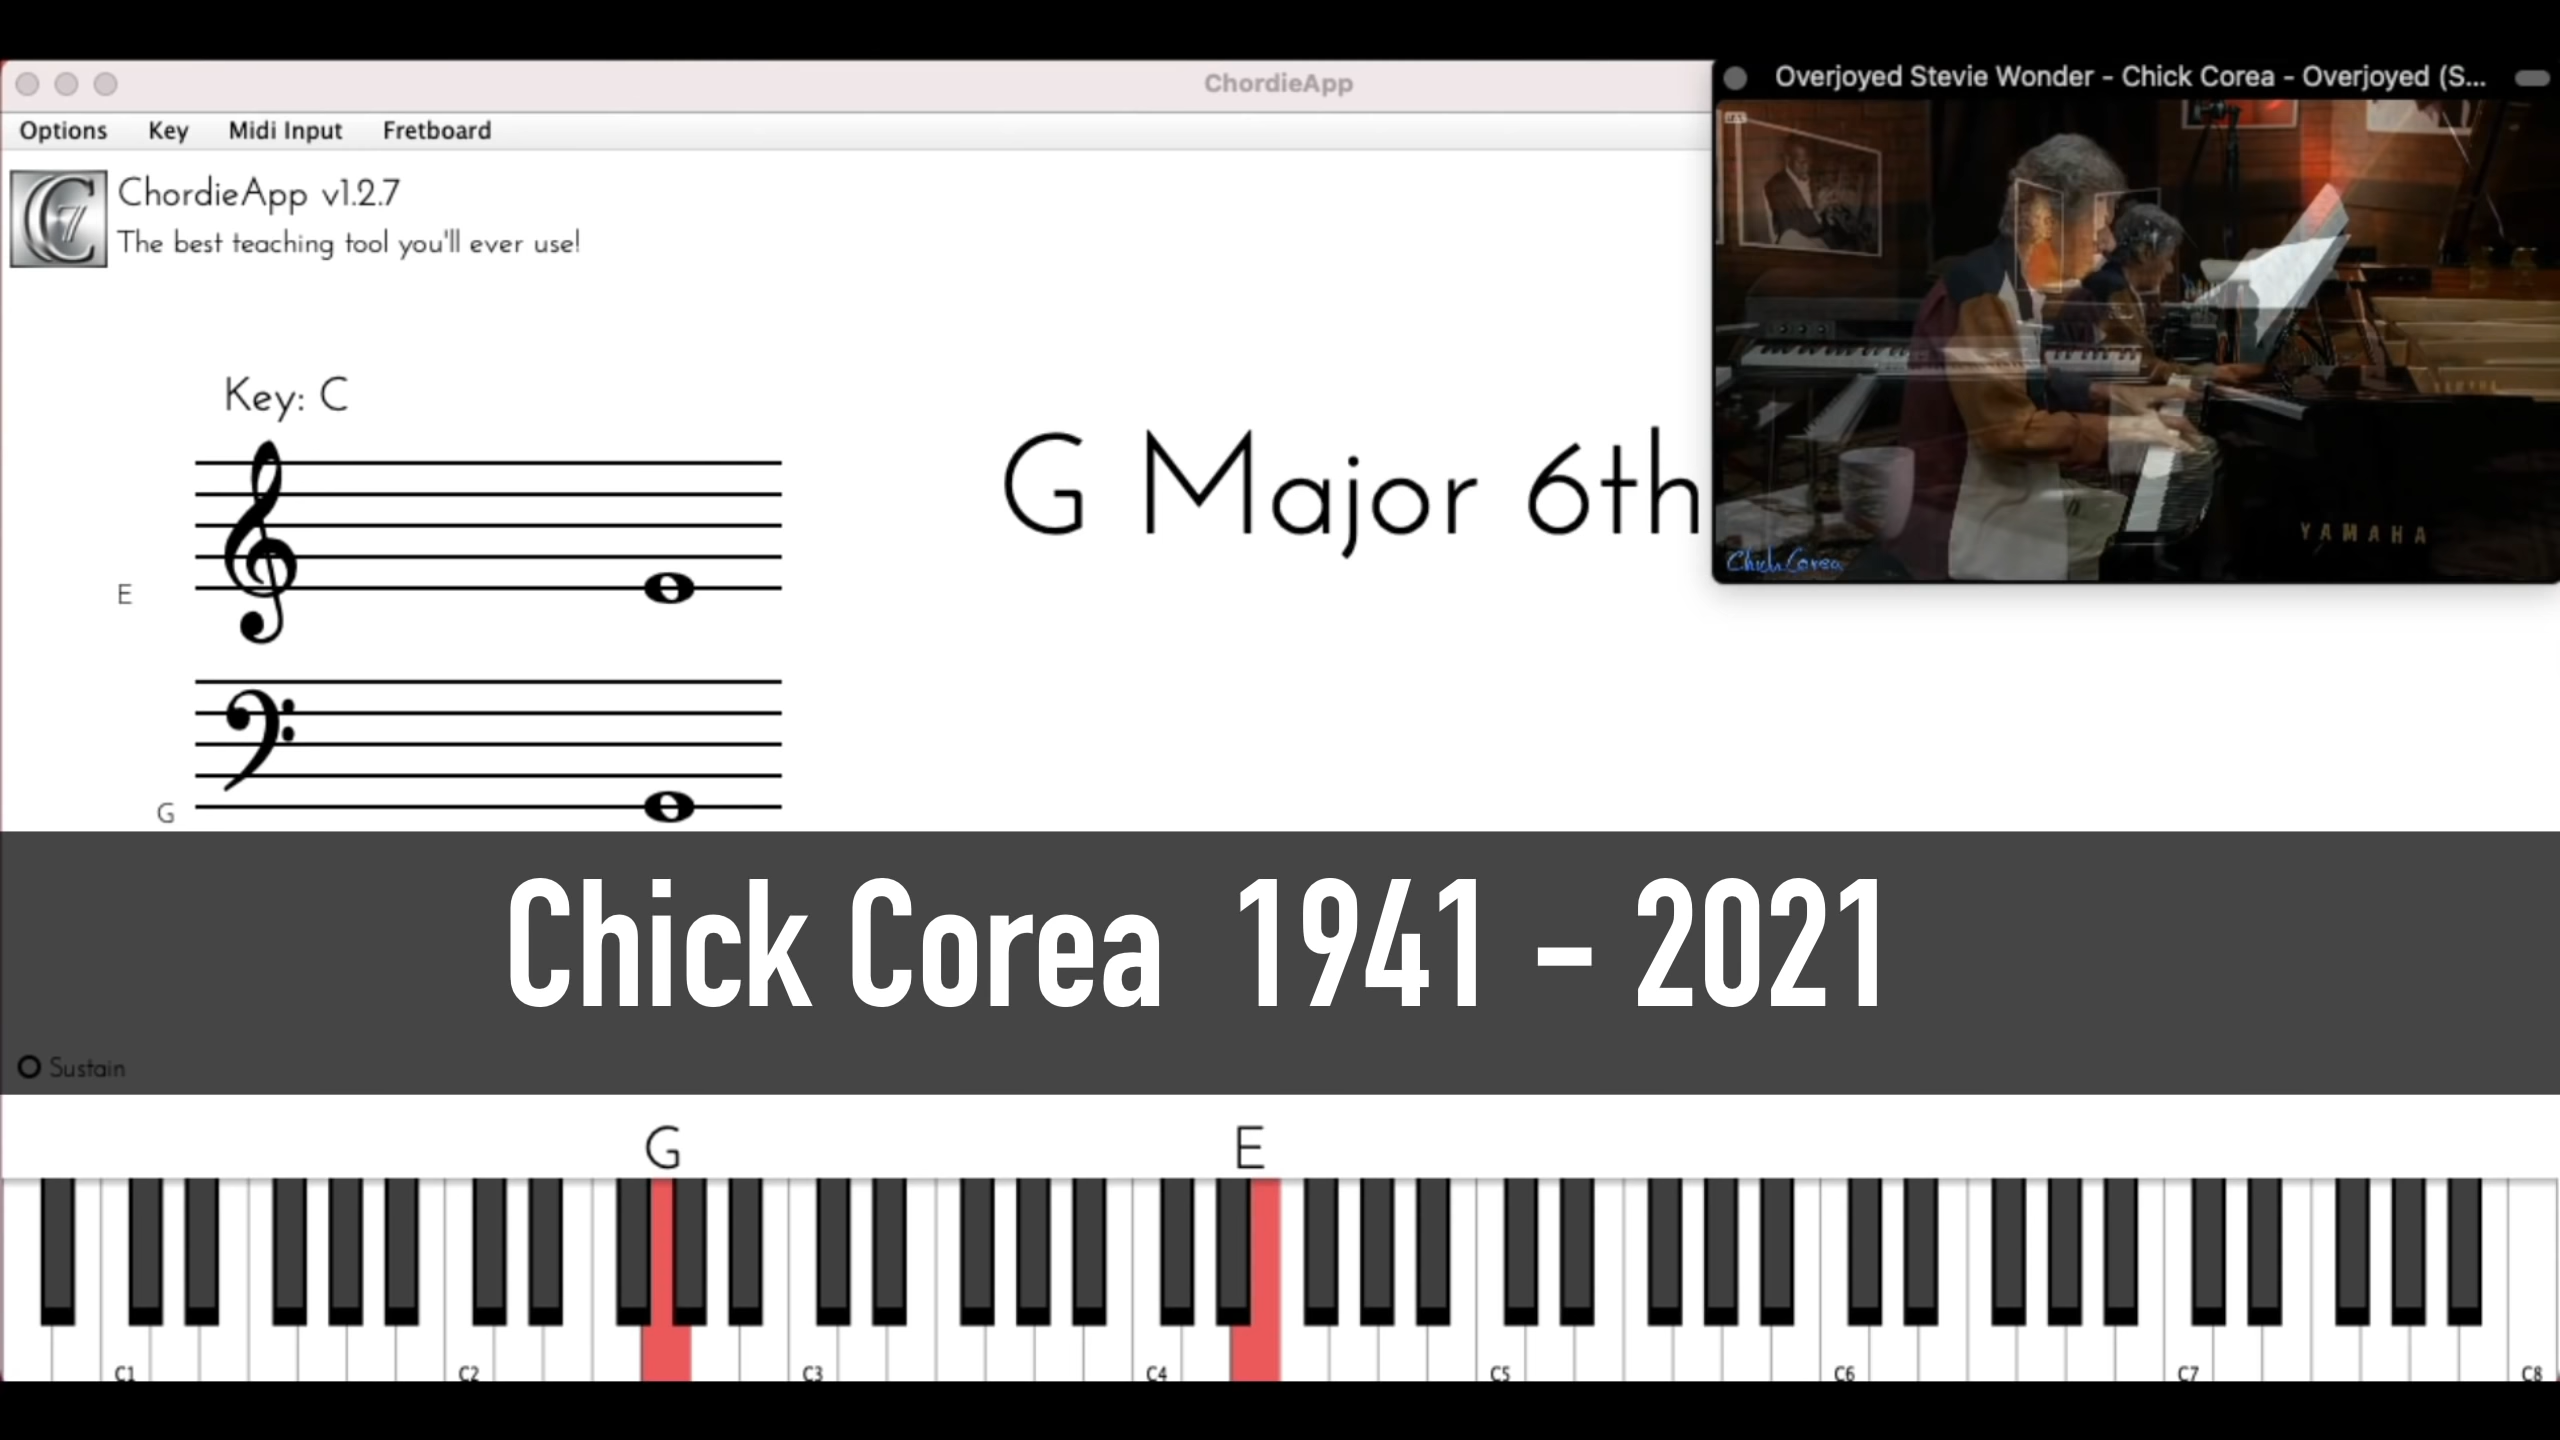 ChordieApp
Overjoyed Stevie Wonder - Chick Corea - Overjoyed (S...
Options Key Midi Input Fretboard
ChordieApp v1.2.7
The best teaching tool you'll ever use!
Key: C
G Major 6th
E
YAMAHA
Chick Corea
G
Chick Corea 1941 - 2021
Sustain
G E
C1 C2 C3 C4 C5 C6 C7 C8